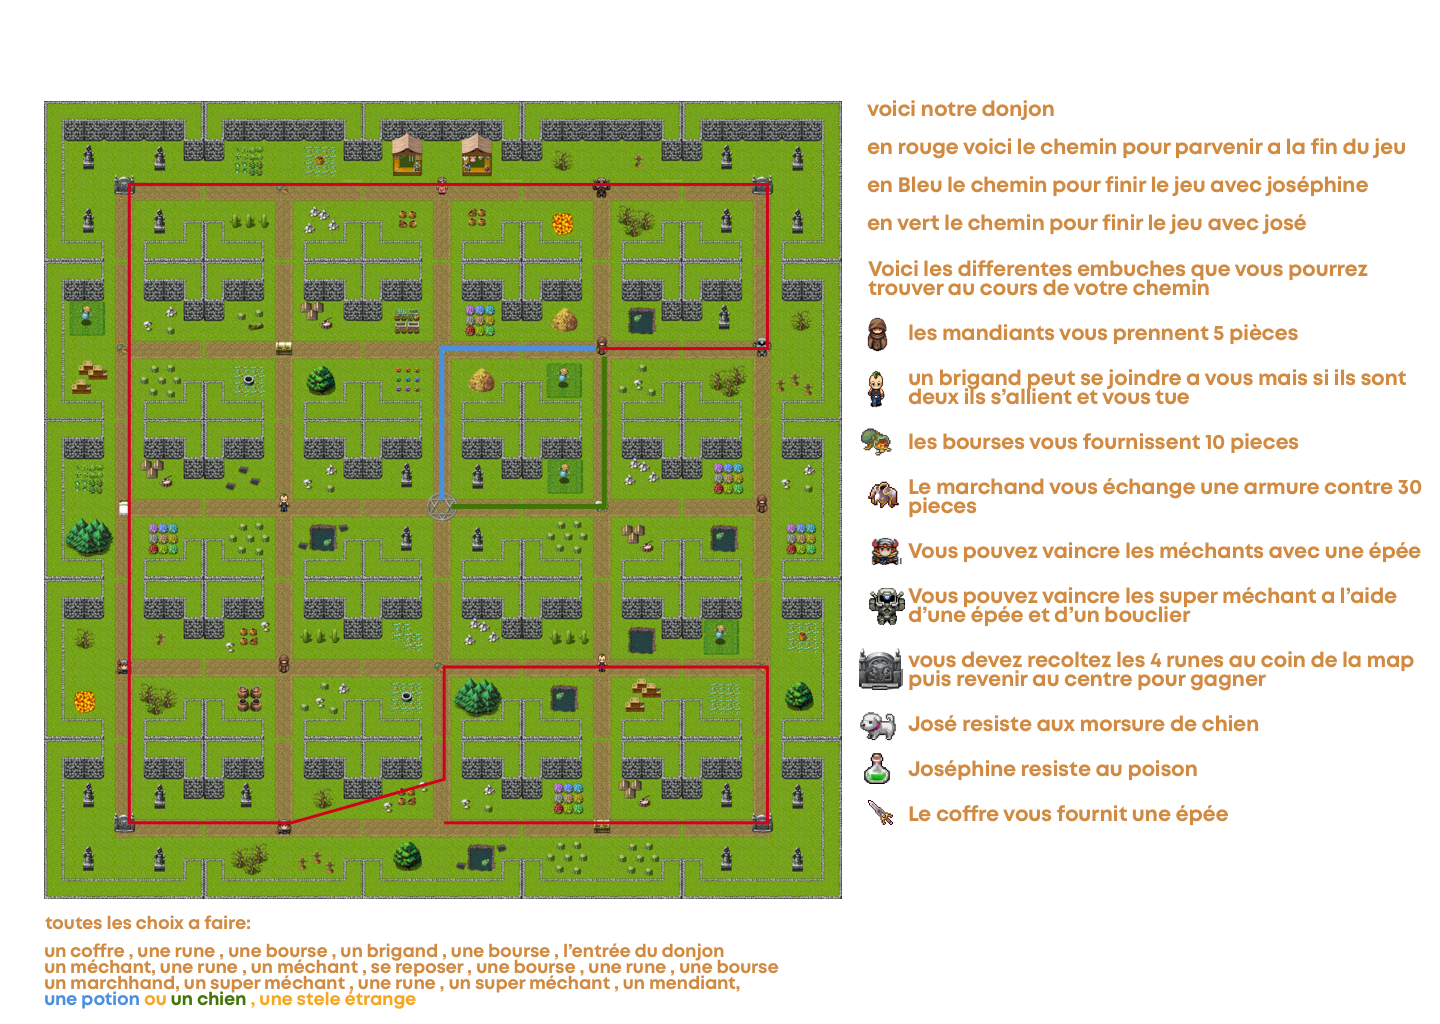 voici notre donjon
en rouge voici le chemin pour parvenir a la fin du jeu
en Bleu le chemin pour finir le jeu avec joséphine
en vert le chemin pour finir le jeu avec josé
Voici les differentes embuches que vous pourrez
trouver au cours de votre chemin
les mandiants vous prennent 5 pièces
un brigand peut se joindre a vous mais si ils sont
deux ils s'allient et vous tue
les bourses vous fournissent 10 pieces
Le marchand vous échange une armure contre 30
pieces
Vous pouvez vaincre les méchants avec une épée
Vous pouvez vaincre les super méchant a l'aide
d'une épée et d'un bouclier
vous devez recoltez les 4 runes au coin de la map
puis revenir au centre pour gagner
José resiste aux morsure de chien
Joséphine resiste au poison
Le coffre vous fournit une épée
toutes les choix a faire:
un coffre , une rune , une bourse , un brigand , une bourse , l'entrée du donjon
un méchant, une rune , un méchant , se reposer , une bourse , une rune , une bourse
un marchhand, un super méchant , une rune , un super méchant , un mendiant,
une potion ou un chien , une stele étrange